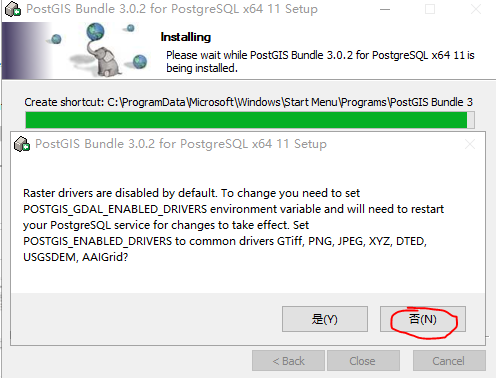 PostGIS Bundle 3.0.2 for PostgreSQL x64 11 Setup
Installing
Please wait while PostGIS Bundle 3.0.2 for PostgreSQL x64 11 is
being installed.
Create shortcut: C:\ProgramData\Microsoft\Windows\Start Menu\Programs\PostGIS Bundle 3
PostGIS Bundle 3.0.2 for PostgreSQL x64 11 Setup
Raster drivers are disabled by default. To change you need to set
POSTGIS_GDAL_ENABLED_DRIVERS environment variable and will need to restart
your PostgreSQL service for changes to take effect. Set
POSTGIS_ENABLED_DRIVERS to common drivers GTiff, PNG, JPEG, XYZ, DTED,
USGSDEM, AAIGrid?
是(Y) 否(N)
< Back Close Cancel